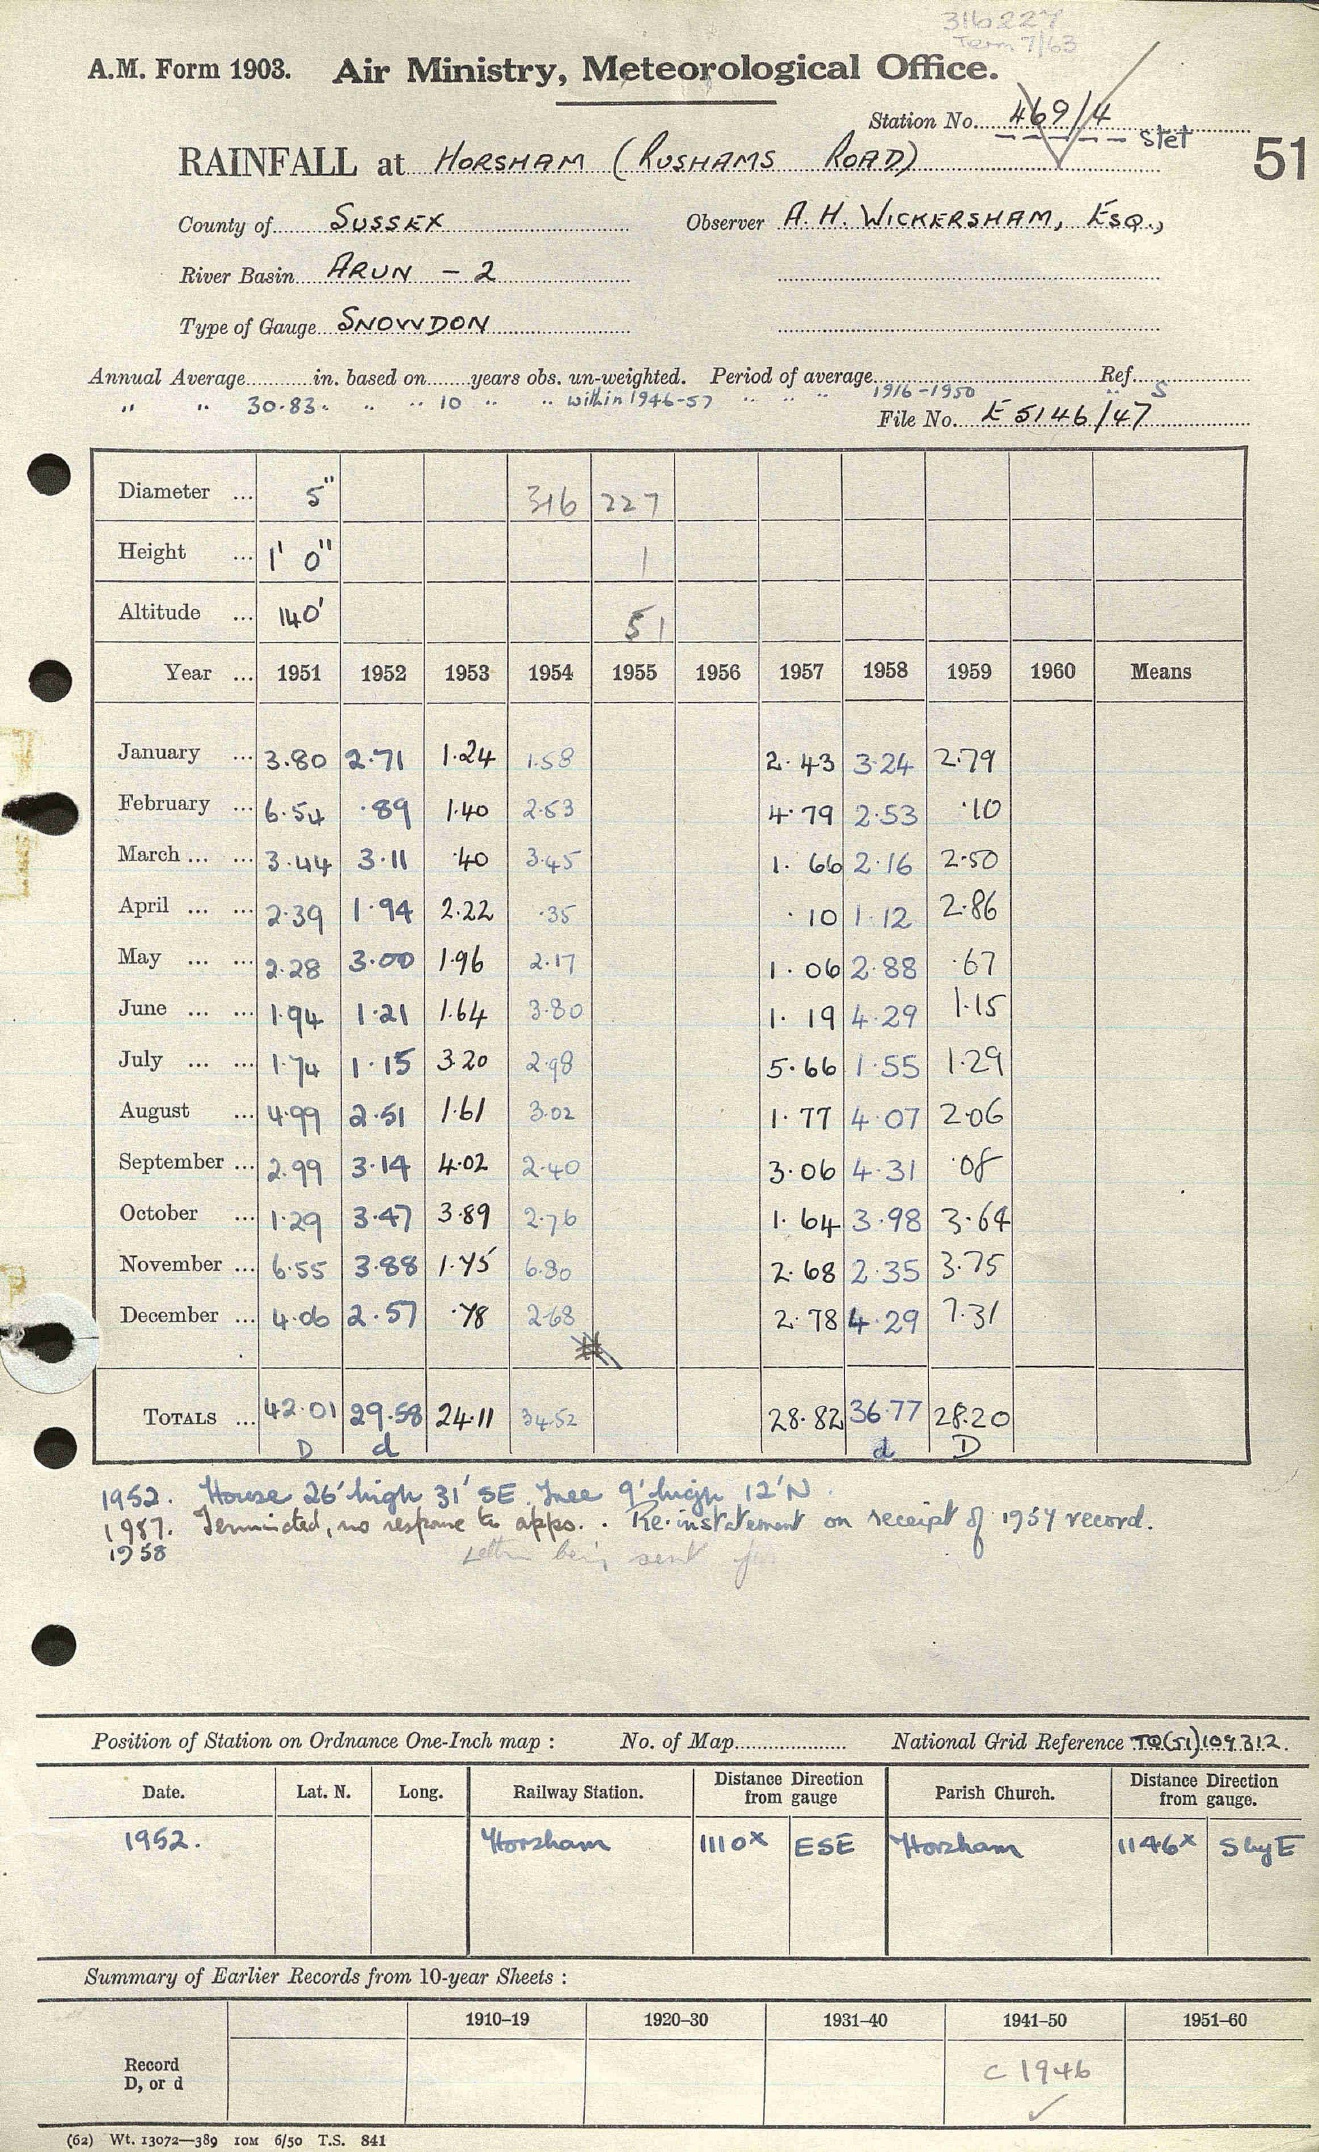 316227
Term 7/63
A.M. Form 1903. Air Ministry, Meteorological Office.
Station No. 469/4
Stet
51
RAINFALL at HORSHAM (RUSHAMS ROAD)
County of SUSSEX Observer A. H. WICKERSHAM, ESQ.,
River Basin ARUN - 2
Type of Gauge SNOWDON
Annual Average in. based on years obs. un-weighted. Period of average Ref.
" " 30.83. " " 10 " " within 1946-57 " " " 1916-1950 " S
File No. E 5146/47
Diameter ... 5" 316 227
Height ... 1' 0" 1
Altitude ... 140' 51
Year ... 1951 1952 1953 1954 1955 1956 1957 1958 1959 1960 Means
January ... 3.80 2.71 1.24 1.58 2.43 3.24 2.79
February ... 6.54 .89 1.40 2.53 4.79 2.53 .10
March ... ... 3.44 3.11 .40 3.45 1.66 2.16 2.50
April ... ... 2.39 1.94 2.22 .35 .10 1.12 2.86
May ... ... 2.28 3.00 1.96 2.17 1.06 2.88 .67
June ... ... 1.94 1.21 1.64 3.80 1.19 4.29 1.15
July ... ... 1.74 1.15 3.20 2.98 5.66 1.55 1.29
August ... 4.99 2.51 1.61 3.02 1.77 4.07 2.06
September ... 2.99 3.14 4.02 2.40 3.06 4.31 .08
October ... 1.29 3.47 3.89 2.76 1.64 3.98 3.64
November ... 6.55 3.88 1.75 6.80 2.68 2.35 3.75
December ... 4.06 2.57 .78 2.68 2.78 4.29 7.31
TOTALS ... 42.01 29.58 24.11 34.52 28.82 36.77 28.20
D d d D
1952. House 26' high 31' SE. Tree 9' high 12' N.
1957. Terminated, no response to apps. . Re-instatement on receipt of 1957 record.
1958 Letter being sent for
Position of Station on Ordnance One-Inch map : No. of Map National Grid Reference TQ(51)109312.
Date. Lat. N. Long. Railway Station. Distance Direction from gauge Parish Church. Distance Direction from gauge.
1952. Horsham 1110x ESE Horsham 1146x S by E
Summary of Earlier Records from 10-year Sheets :
1910–19 1920–30 1931–40 1941–50 1951–60
Record D, or d c 1946
(62) Wt. 13072—389 10M 6/50 T.S. 841